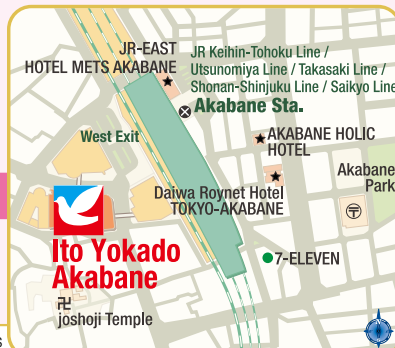 JR-EAST
HOTEL METS AKABANE
JR Keihin-Tohoku Line /
Utsunomiya Line / Takasaki Line /
Shonan-Shinjuku Line / Saikyo Line
Akabane Sta.
West Exit
AKABANE HOLIC
HOTEL
Akabane
Park
Daiwa Roynet Hotel
TOKYO-AKABANE
Ito Yokado
Akabane
7-ELEVEN
卍
joshoji Temple